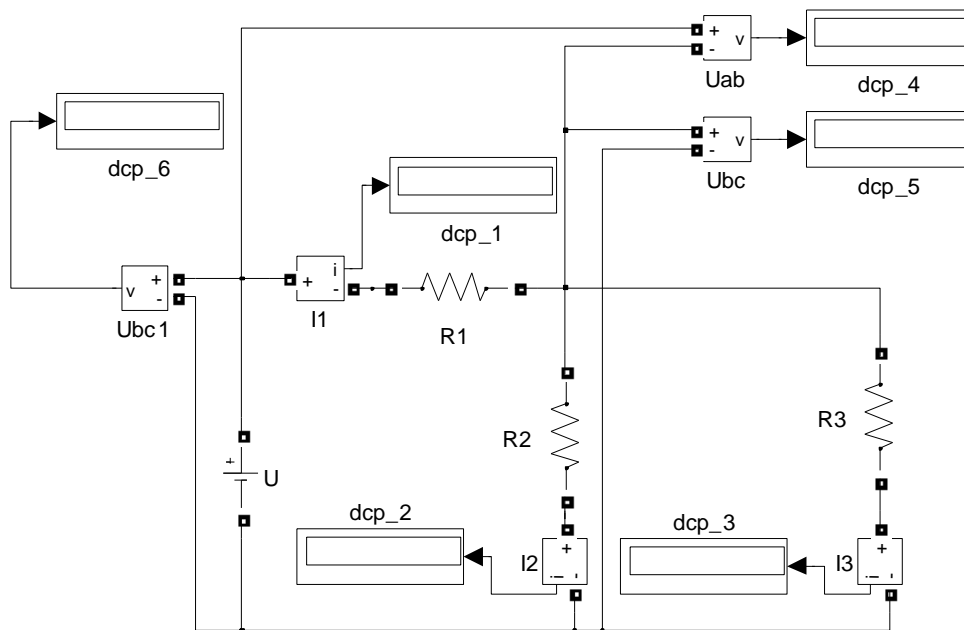 +
-
v
Uab
dcp_4
+
-
v
Ubc
dcp_5
dcp_6
dcp_1
v
+
-
Ubc1
+
i
-
I1
R1
R2
R3
+
U
dcp_2
dcp_3
I2
+
i
-
I3
+
i
-